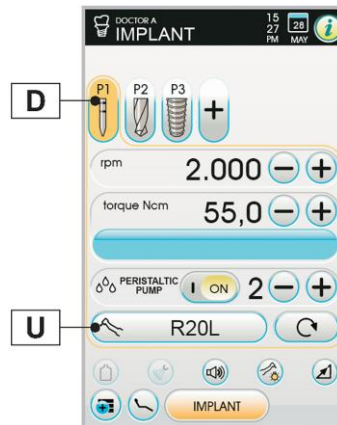 DOCTOR A
IMPLANT
15
27
PM
28
MAY
i
D
P1
P2
P3
+
rpm
2.000
torque Ncm
55,0
PERISTALTIC
PUMP
I ON
2
U
R20L
IMPLANT